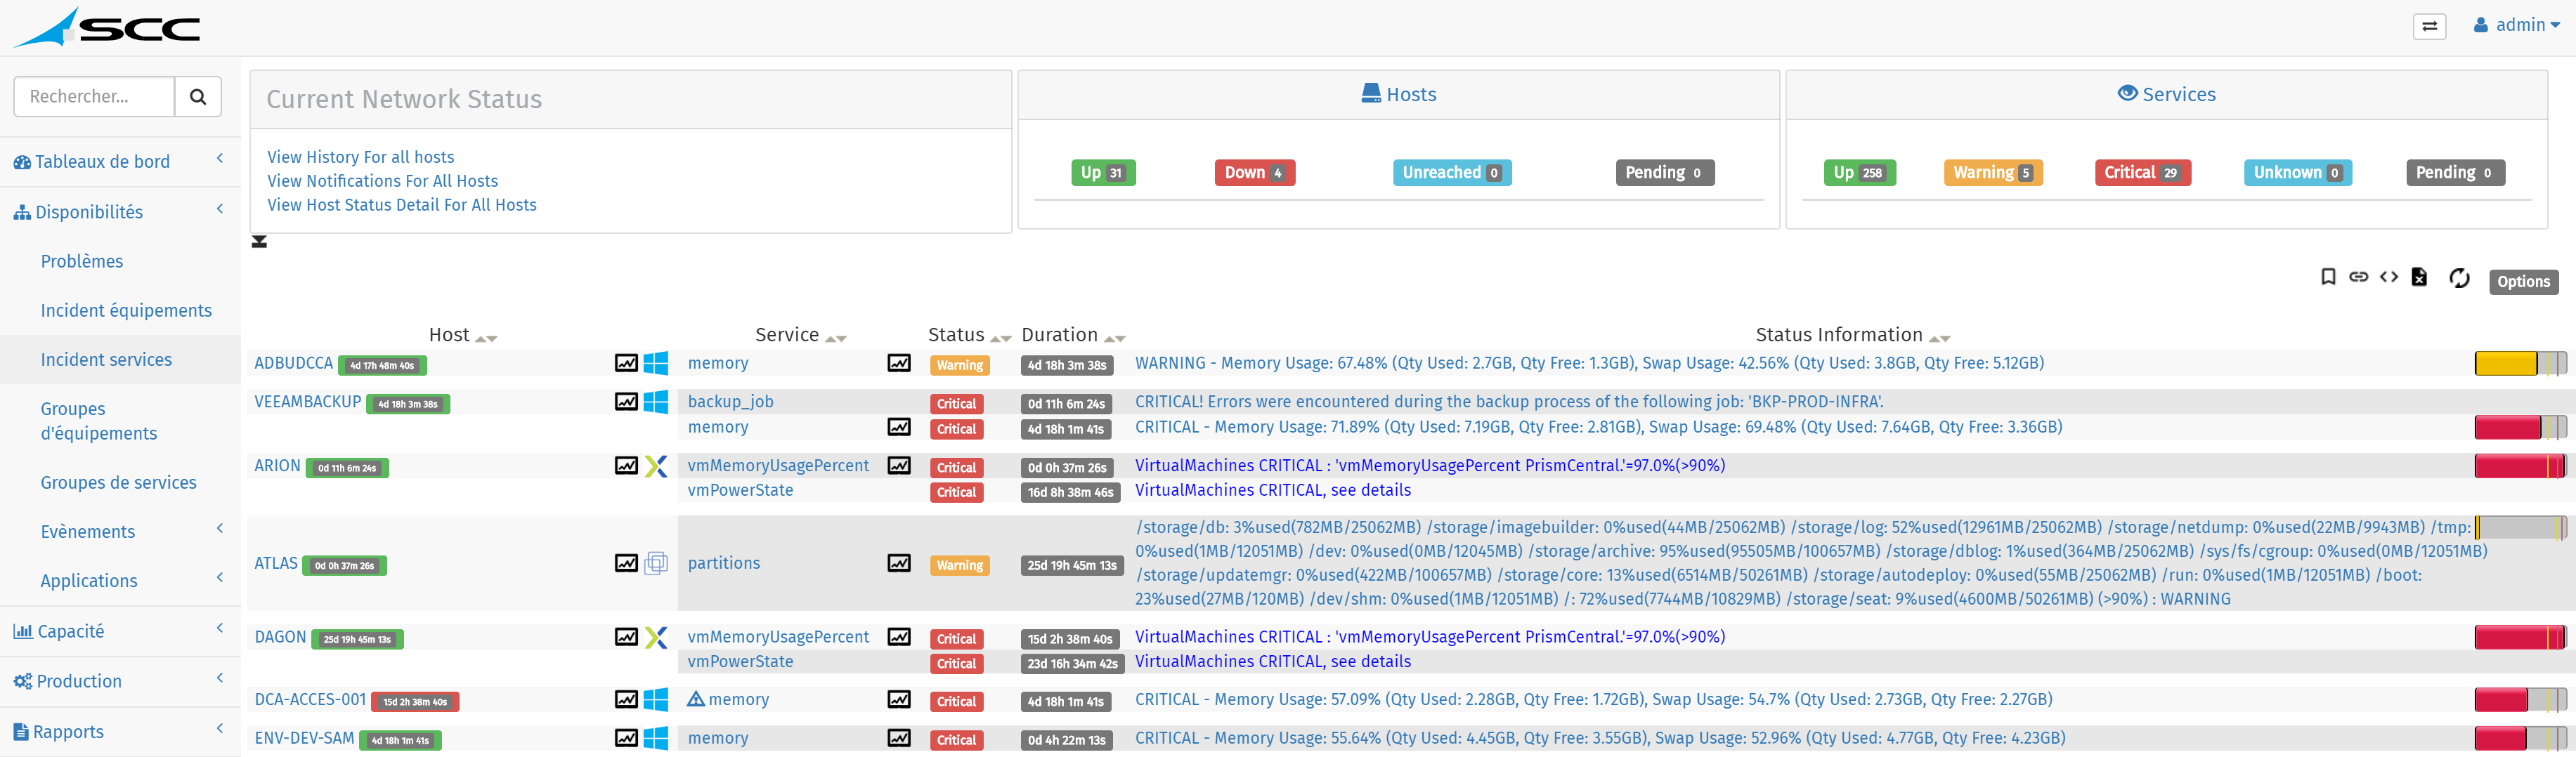 SCC
admin
Rechercher...
Tableaux de bord
Disponibilités
Problèmes
Incident équipements
Incident services
Groupes
d'équipements
Groupes de services
Evènements
Applications
Capacité
Production
Rapports
Current Network Status
View History For all hosts
View Notifications For All Hosts
View Host Status Detail For All Hosts
Hosts
Up 31 Down 4 Unreached 0 Pending 0
Services
Up 258 Warning 5 Critical 29 Unknown 0 Pending 0
Options
Host Service Status Duration Status Information
ADBUDCCA 4d 17h 48m 40s memory Warning 4d 18h 3m 38s WARNING - Memory Usage: 67.48% (Qty Used: 2.7GB, Qty Free: 1.3GB), Swap Usage: 42.56% (Qty Used: 3.8GB, Qty Free: 5.12GB)
VEEAMBACKUP 4d 18h 3m 38s backup_job Critical 0d 11h 6m 24s CRITICAL! Errors were encountered during the backup process of the following job: 'BKP-PROD-INFRA'.
memory Critical 4d 18h 1m 41s CRITICAL - Memory Usage: 71.89% (Qty Used: 7.19GB, Qty Free: 2.81GB), Swap Usage: 69.48% (Qty Used: 7.64GB, Qty Free: 3.36GB)
ARION 0d 11h 6m 24s vmMemoryUsagePercent Critical 0d 0h 37m 26s VirtualMachines CRITICAL : 'vmMemoryUsagePercent PrismCentral.'=97.0%(>90%)
vmPowerState Critical 16d 8h 38m 46s VirtualMachines CRITICAL, see details
/storage/db: 3%used(782MB/25062MB) /storage/imagebuilder: 0%used(44MB/25062MB) /storage/log: 52%used(12961MB/25062MB) /storage/netdump: 0%used(22MB/9943MB) /tmp:
0%used(1MB/12051MB) /dev: 0%used(0MB/12045MB) /storage/archive: 95%used(95505MB/100657MB) /storage/dblog: 1%used(364MB/25062MB) /sys/fs/cgroup: 0%used(0MB/12051MB)
ATLAS 0d 0h 37m 26s partitions Warning 25d 19h 45m 13s /storage/updatemgr: 0%used(422MB/100657MB) /storage/core: 13%used(6514MB/50261MB) /storage/autodeploy: 0%used(55MB/25062MB) /run: 0%used(1MB/12051MB) /boot:
23%used(27MB/120MB) /dev/shm: 0%used(1MB/12051MB) /: 72%used(7744MB/10829MB) /storage/seat: 9%used(4600MB/50261MB) (>90%) : WARNING
DAGON 25d 19h 45m 13s vmMemoryUsagePercent Critical 15d 2h 38m 40s VirtualMachines CRITICAL : 'vmMemoryUsagePercent PrismCentral.'=97.0%(>90%)
vmPowerState Critical 23d 16h 34m 42s VirtualMachines CRITICAL, see details
DCA-ACCES-001 15d 2h 38m 40s memory Critical 4d 18h 1m 41s CRITICAL - Memory Usage: 57.09% (Qty Used: 2.28GB, Qty Free: 1.72GB), Swap Usage: 54.7% (Qty Used: 2.73GB, Qty Free: 2.27GB)
ENV-DEV-SAM 4d 18h 1m 41s memory Critical 0d 4h 22m 13s CRITICAL - Memory Usage: 55.64% (Qty Used: 4.45GB, Qty Free: 3.55GB), Swap Usage: 52.96% (Qty Used: 4.77GB, Qty Free: 4.23GB)